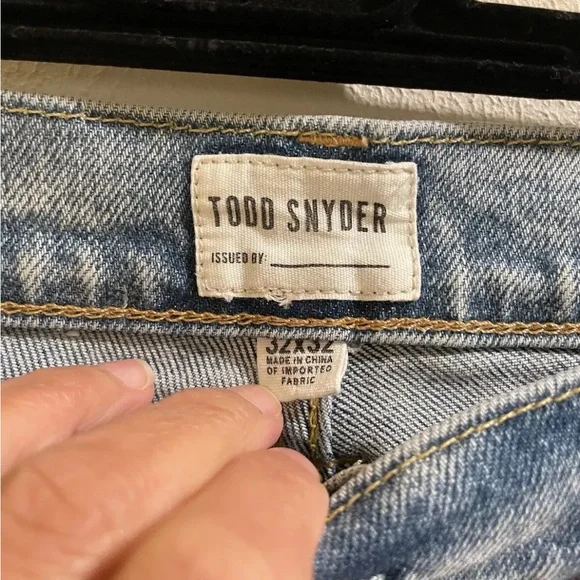 TODD SNYDER
ISSUED BY:
32X32
MADE IN CHINA
OF IMPORTED
FABRIC